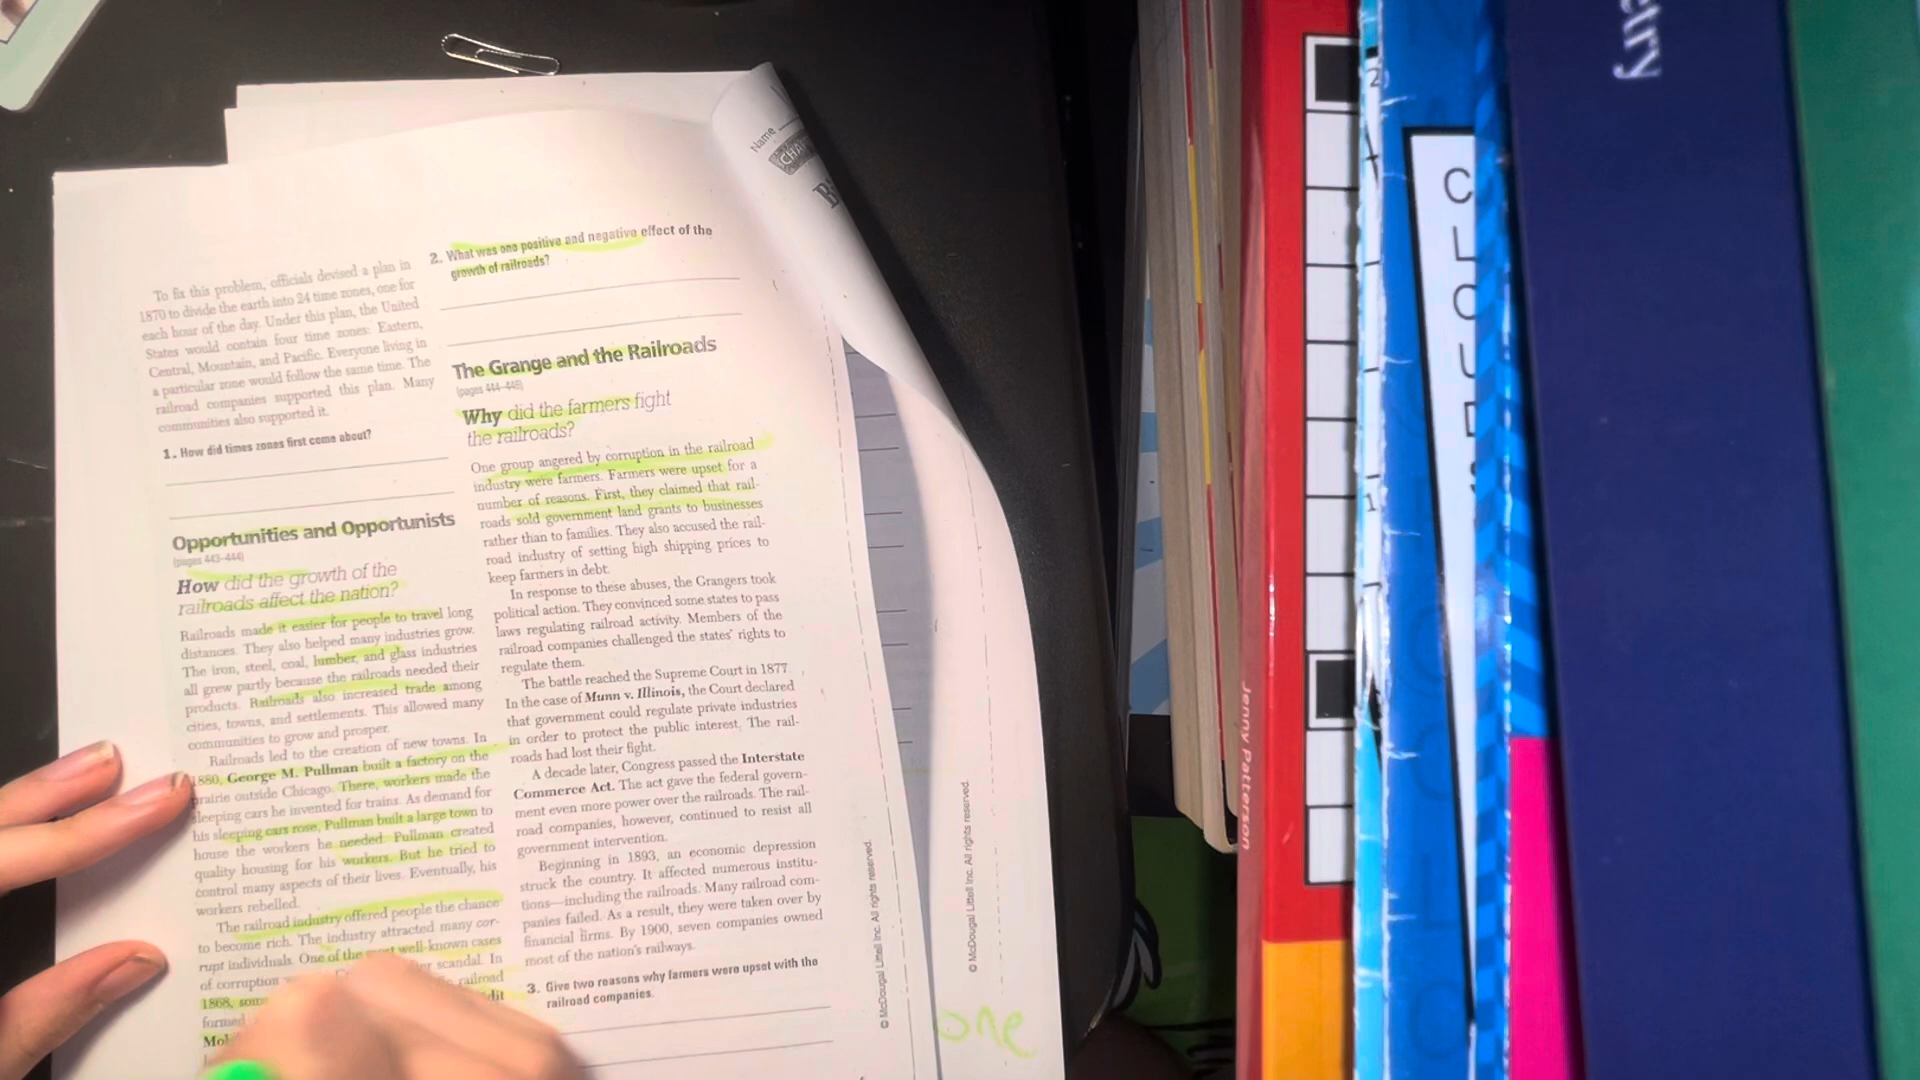 To fix this problem, officials devised a plan in
1870 to divide the earth into 24 time zones, one for
each hour of the day. Under this plan, the United
States would contain four time zones: Eastern,
Central, Mountain, and Pacific. Everyone living in
a particular zone would follow the same time. The
railroad companies supported this plan. Many
communities also supported it.
1. How did times zones first come about?
Opportunities and Opportunists
(pages 443–444)
How did the growth of the
railroads affect the nation?
Railroads made it easier for people to travel long
distances. They also helped many industries grow.
The iron, steel, coal, lumber, and glass industries
all grew partly because the railroads needed their
products. Railroads also increased trade among
cities, towns, and settlements. This allowed many
communities to grow and prosper.
Railroads led to the creation of new towns. In
1880, George M. Pullman built a factory on the
prairie outside Chicago. There, workers made the
sleeping cars he invented for trains. As demand for
his sleeping cars rose, Pullman built a large town to
house the workers he needed. Pullman created
quality housing for his workers. But he tried to
control many aspects of their lives. Eventually, his
workers rebelled.
The railroad industry offered people the chance
to become rich. The industry attracted many cor-
rupt individuals. One of the most well-known cases
of corruption scandal. In
1868, some railroad
formed
2. What was one positive and negative effect of the
growth of railroads?
The Grange and the Railroads
(pages 444–446)
Why did the farmers fight
the railroads?
One group angered by corruption in the railroad
industry were farmers. Farmers were upset for a
number of reasons. First, they claimed that rail-
roads sold government land grants to businesses
rather than to families. They also accused the rail-
road industry of setting high shipping prices to
keep farmers in debt.
In response to these abuses, the Grangers took
political action. They convinced some states to pass
laws regulating railroad activity. Members of the
railroad companies challenged the states' rights to
regulate them.
The battle reached the Supreme Court in 1877.
In the case of Munn v. Illinois, the Court declared
that government could regulate private industries
in order to protect the public interest. The rail-
roads had lost their fight.
A decade later, Congress passed the Interstate
Commerce Act. The act gave the federal govern-
ment even more power over the railroads. The rail-
road companies, however, continued to resist all
government intervention.
Beginning in 1893, an economic depression
struck the country. It affected numerous institu-
tions—including the railroads. Many railroad com-
panies failed. As a result, they were taken over by
financial firms. By 1900, seven companies owned
most of the nation's railways.
3. Give two reasons why farmers were upset with the
railroad companies.
© McDougal Littell Inc. All rights reserved.
© McDougal Littell Inc. All rights reserved.
one
Name
Jenny Patterson